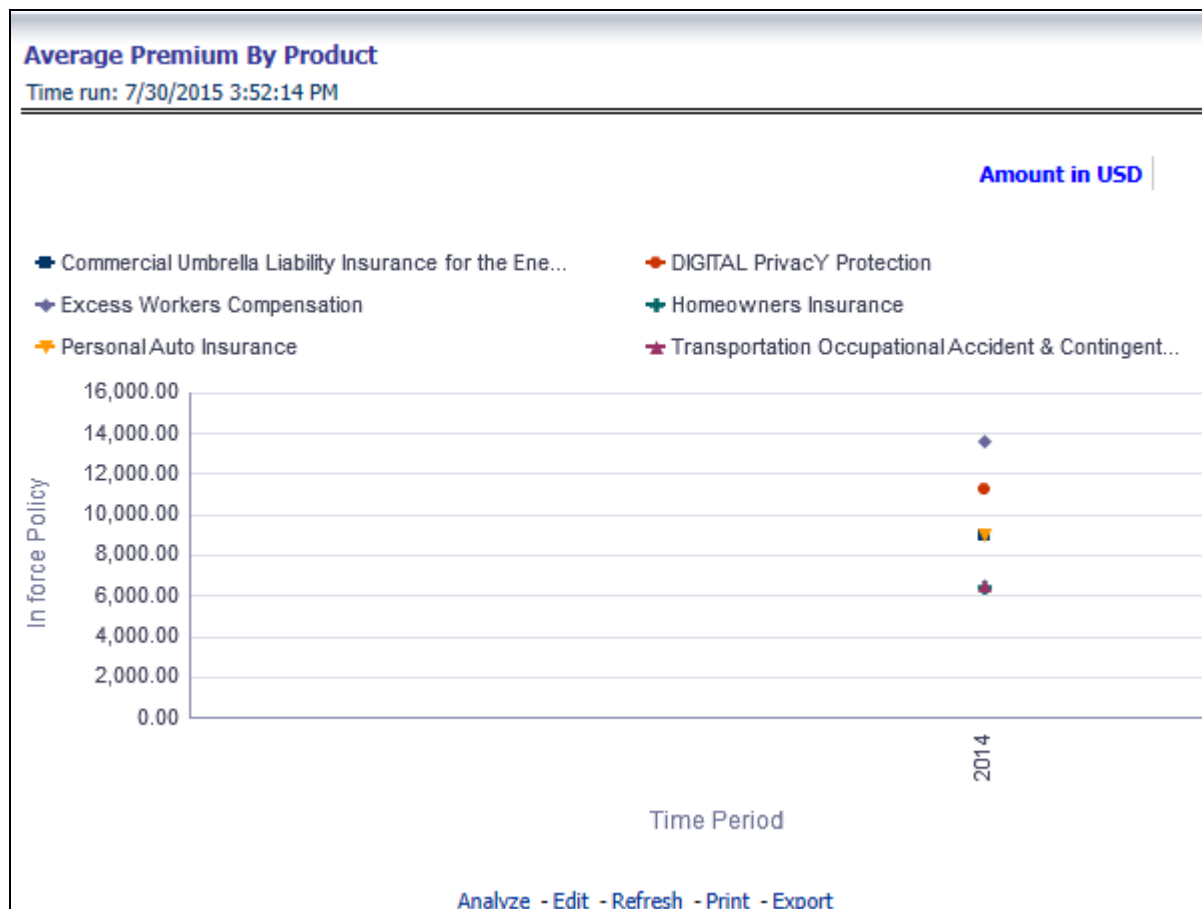 Average Premium By Product
Time run: 7/30/2015 3:52:14 PM
Amount in USD
Commercial Umbrella Liability Insurance for the Ene... DIGITAL PrivacY Protection
Excess Workers Compensation Homeowners Insurance
Personal Auto Insurance Transportation Occupational Accident & Contingent...
16,000.00
14,000.00
12,000.00
10,000.00
8,000.00
6,000.00
4,000.00
2,000.00
0.00
In force Policy
2014
Time Period
Analyze - Edit - Refresh - Print - Export